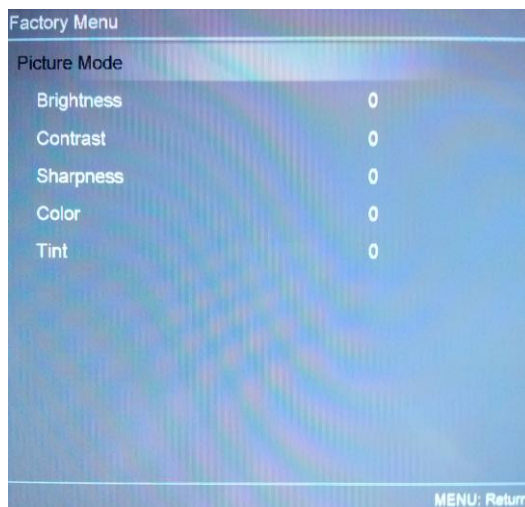 Factory Menu
Picture Mode
Brightness 0
Contrast 0
Sharpness 0
Color 0
Tint 0
MENU: Return